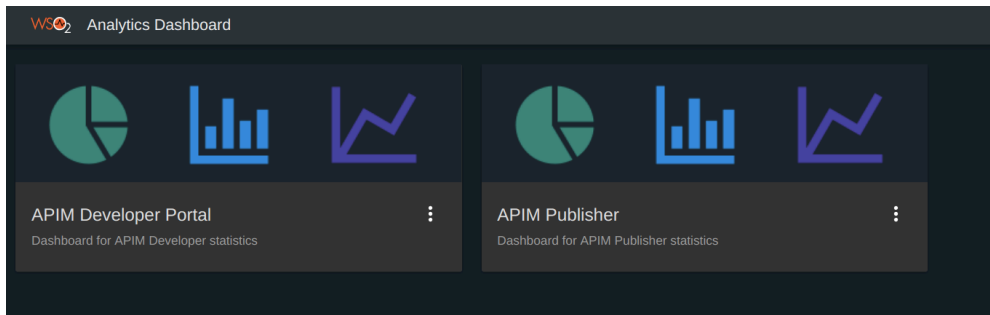 WSO2 Analytics Dashboard
APIM Developer Portal
Dashboard for APIM Developer statistics
APIM Publisher
Dashboard for APIM Publisher statistics